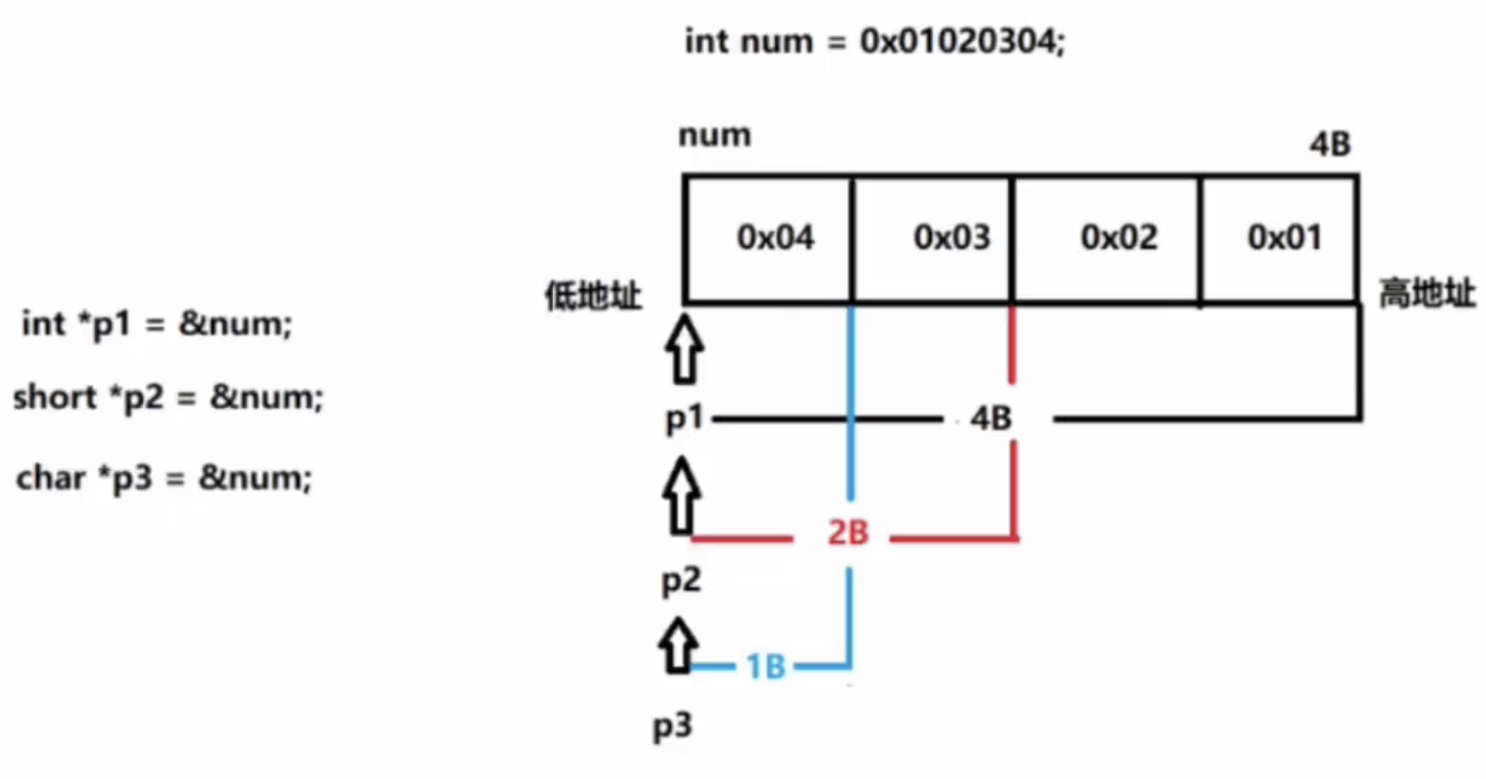 int num = 0x01020304;
num
4B
0x04 0x03 0x02 0x01
低地址
高地址
int *p1 = &num;
short *p2 = &num;
char *p3 = &num;
p1
4B
2B
p2
1B
p3